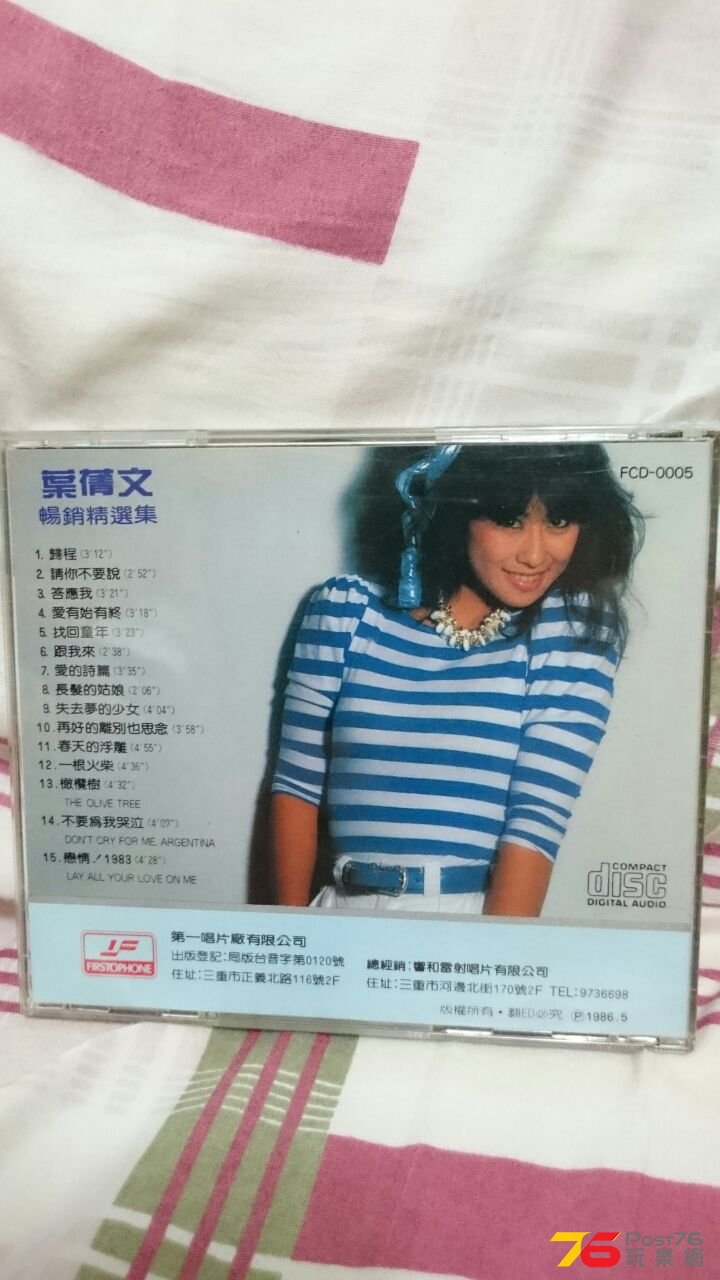 葉蒨文
暢銷精選集
FCD-0005
1. 歸程(3'12")
2. 請你不要說(2'52")
3. 答應我(3'21")
4. 愛有始有終(3'18")
5. 找回童年(3'23")
6. 跟我來(2'38")
7. 愛的詩篇(3'35")
8. 長髮的姑娘(2'06")
9. 失去夢的少女(4'04")
10. 再好的離別也思念(3'58")
11. 春天的浮雕(4'55")
12. 一根火柴(4'36")
13. 橄欖樹(4'32")
THE OLIVE TREE
14. 不要為我哭泣(4'07")
DON'T CRY FOR ME. ARGENTINA
15. 戀情!1983(4'28")
LAY ALL YOUR LOVE ON ME
COMPACT
disc
DIGITAL AUDIO
FIRSTOPHONE
第一唱片廠有限公司
出版登記:局版台音字第0120號
住址:三重市正義北路116號2F
總經銷:響和雷射唱片有限公司
住址:三重市河邊北街170號2F TEL:9736698
版權所有·翻印必究 Ⓟ1986.5
76 Post76
玩樂網